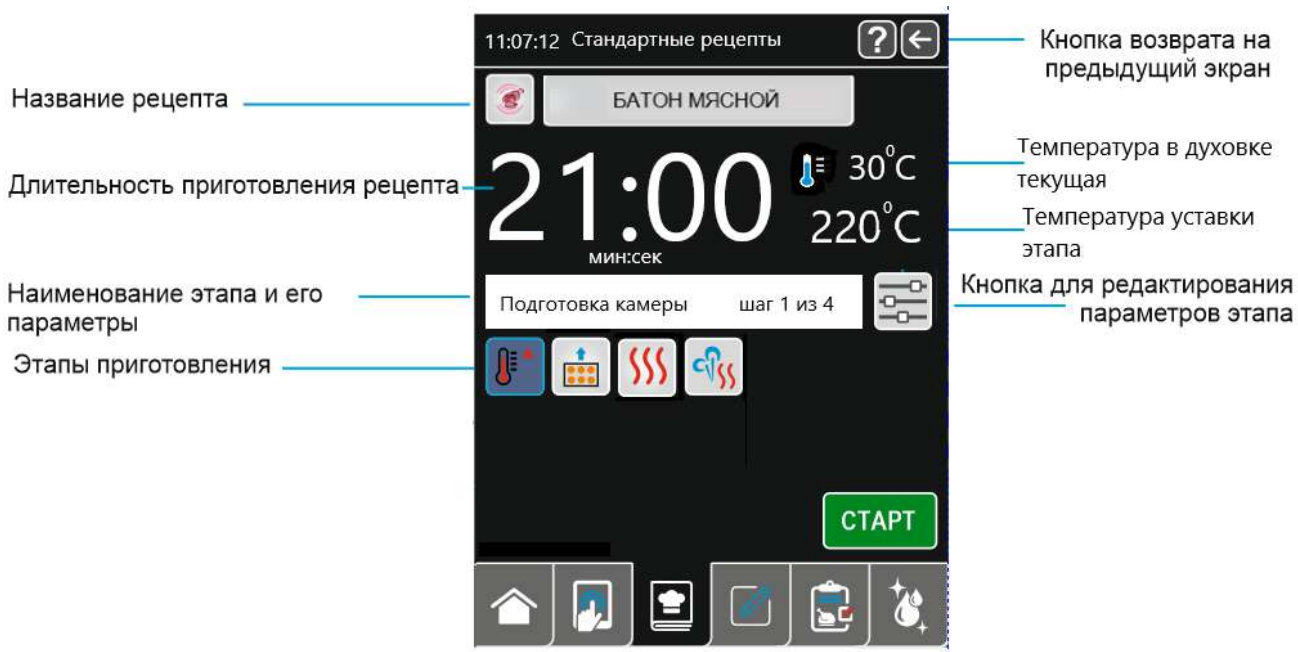 11:07:12 Стандартные рецепты
?
Кнопка возврата на
предыдущий экран
Название рецепта
БАТОН МЯСНОЙ
Длительность приготовления рецепта
21:00
мин:сек
30°C
220°C
Температура в духовке
текущая
Температура уставки
этапа
Наименование этапа и его
параметры
Подготовка камеры шаг 1 из 4
Кнопка для редактирования
параметров этапа
Этапы приготовления
СТАРТ